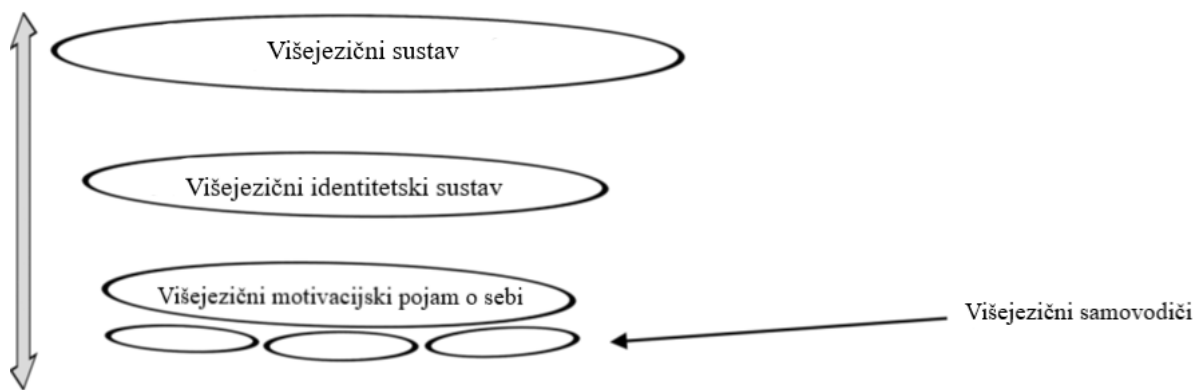 Višejezični sustav
Višejezični identitetski sustav
Višejezični motivacijski pojam o sebi
Višejezični samovodiči